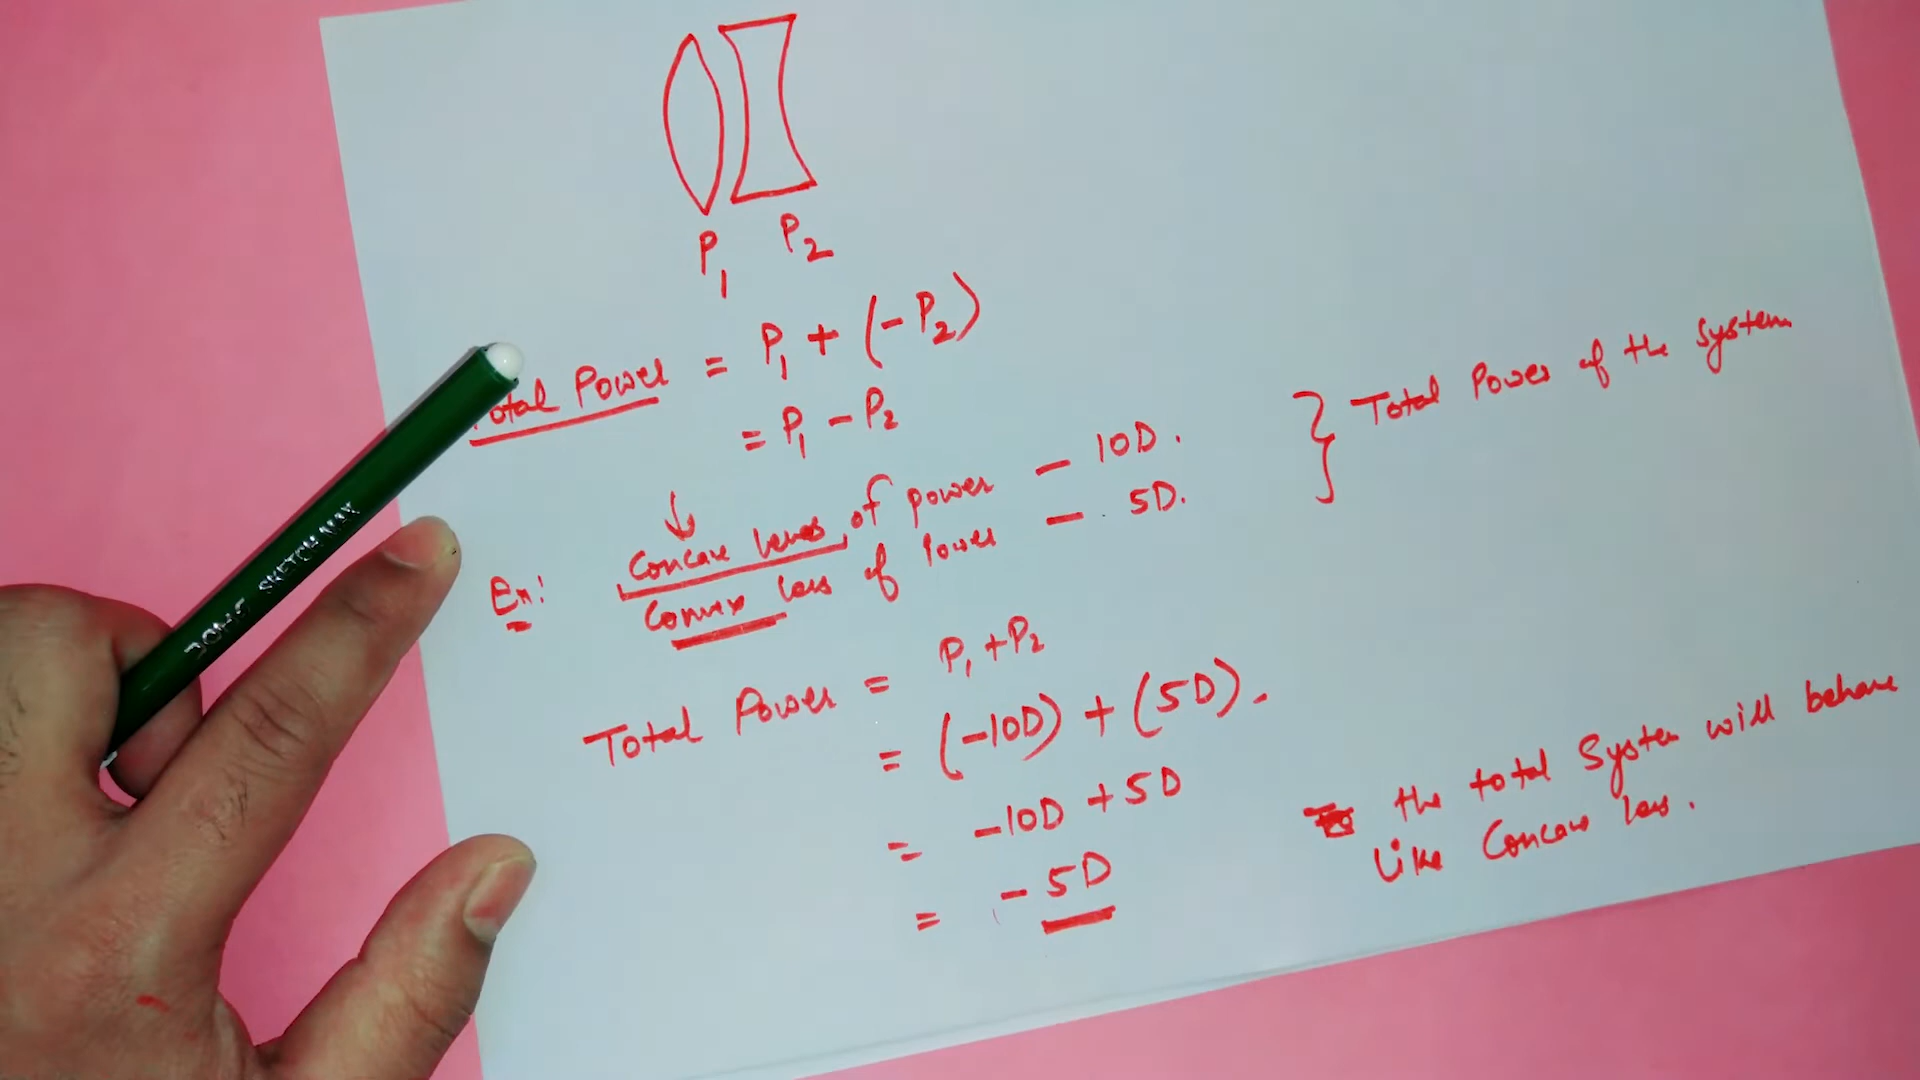 P1 P2
otal Power = P1 + (-P2)
= P1 - P2
Ex: Concave lens of power - 10D.
Convex lens of Power - 5D.
} Total Power of the system
Total Power = P1 + P2
= (-10D) + (5D).
= -10D + 5D
= - 5D
the total System will behave
like Concave lens.
DOMS SKETCH MAX